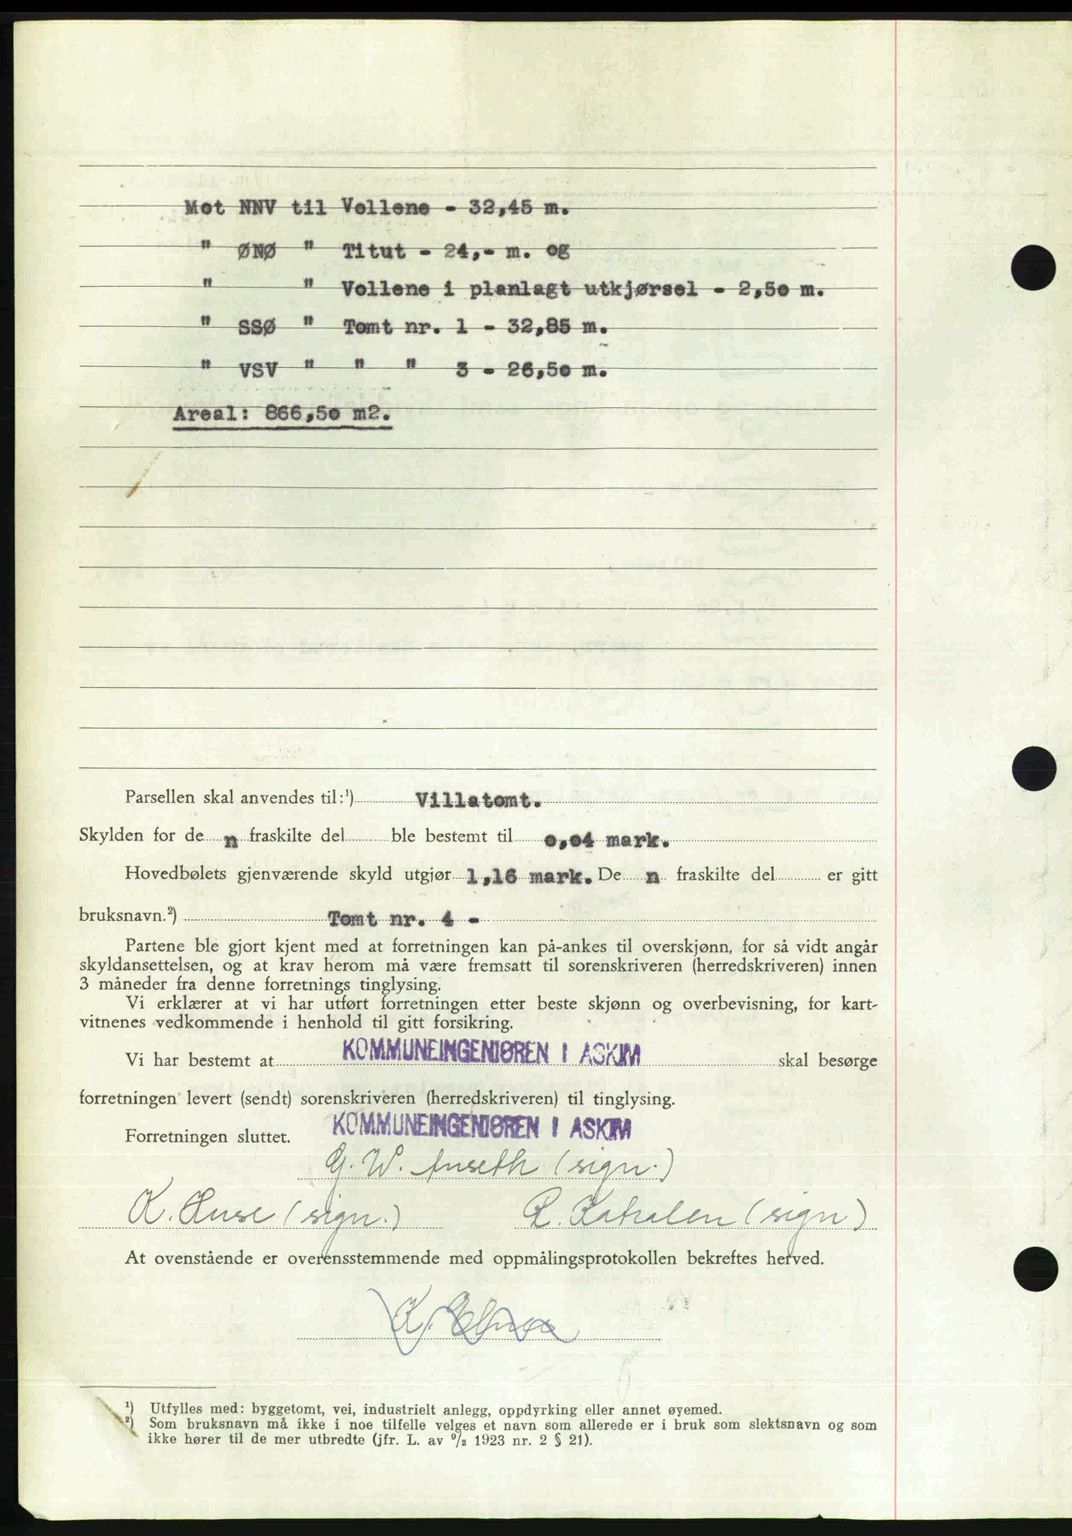 Mot NNV til Vollene - 32,45 m.
" ØNØ " Titut - 24,- m. og
" " Vollene i planlagt utkjørsel - 2,50 m.
" SSØ " Tomt nr. 1 - 32,85 m.
" VSV " " " 3 - 26,50 m.
Areal: 866,50 m2.
Parsellen skal anvendes til:¹) Villatomt.
Skylden for de n fraskilte del ble bestemt til 0,04 mark.
Hovedbølets gjenværende skyld utgjør 1,16 mark. De n fraskilte del er gitt
bruksnavn.²) Tomt nr. 4 -
Partene ble gjort kjent med at forretningen kan på-ankes til overskjønn, for så vidt angår
skyldansettelsen, og at krav herom må være fremsatt til sorenskriveren (herredskriveren) innen
3 måneder fra denne forretnings tinglysing.
Vi erklærer at vi har utført forretningen etter beste skjønn og overbevisning, for kart-
vitnenes vedkommende i henhold til gitt forsikring.
Vi har bestemt at KOMMUNEINGENIØREN I ASKIM skal besørge
forretningen levert (sendt) sorenskriveren (herredskriveren) til tinglysing.
Forretningen sluttet. KOMMUNEINGENIØREN I ASKIM
G. W. (sign.)
K. Huse (sign.) R. (sign)
At ovenstående er overensstemmende med oppmålingsprotokollen bekreftes herved.
K.
¹) Utfylles med: byggetomt, vei, industrielt anlegg, oppdyrking eller annet øyemed.
²) Som bruksnavn må ikke i noe tilfelle velges et navn som allerede er i bruk som slektsnavn og som
ikke hører til de mer utbredte (jfr. L. av ⁹/₂ 1923 nr. 2 § 21).